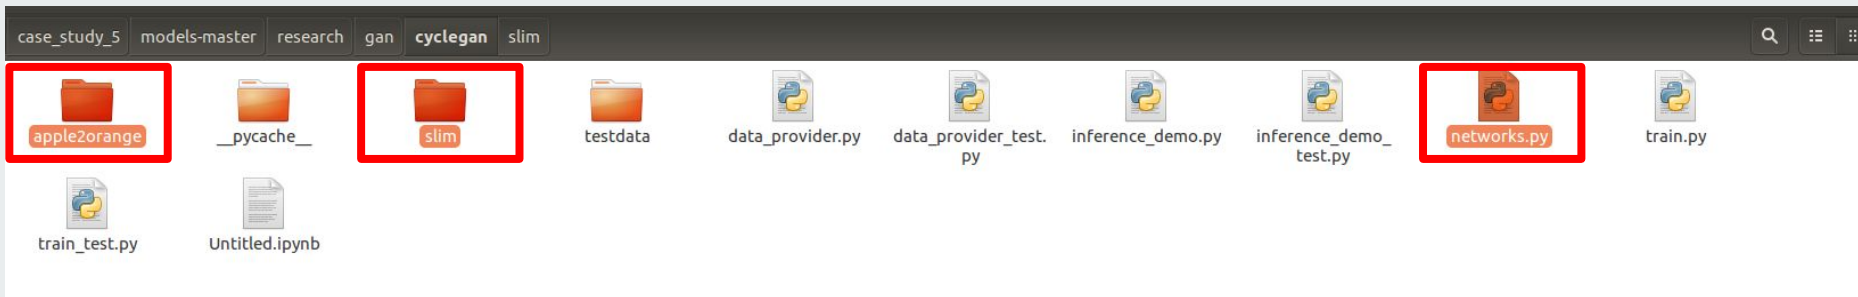 case_study_5 models-master research gan cyclegan slim
apple2orange __pycache__ slim testdata data_provider.py data_provider_test. inference_demo.py inference_demo_ networks.py train.py
py test.py
train_test.py Untitled.ipynb